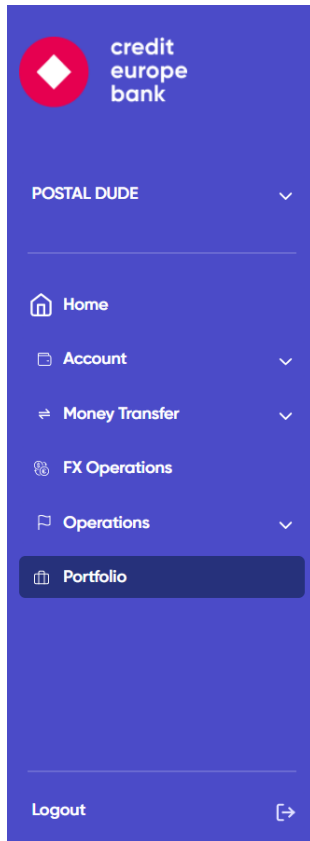 credit
europe
bank
POSTAL DUDE
Home
Account
Money Transfer
FX Operations
Operations
Portfolio
Logout